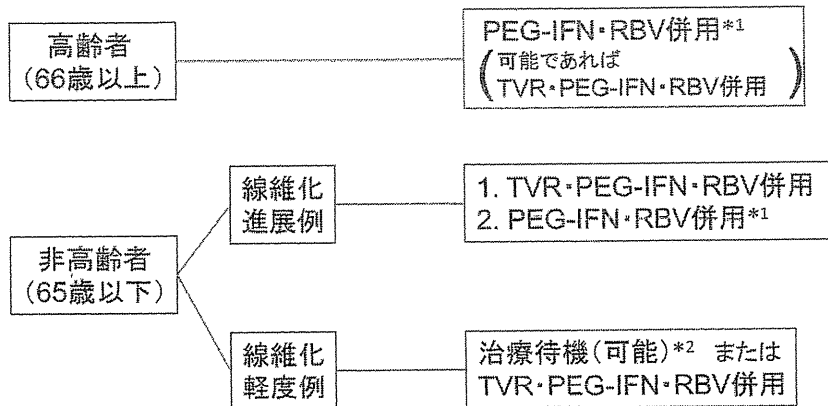 高齢者
(66歳以上)
PEG-IFN・RBV併用*1
(可能であれば
TVR・PEG-IFN・RBV併用)
線維化
進展例
1. TVR・PEG-IFN・RBV併用
2. PEG-IFN・RBV併用*1
非高齢者
(65歳以下)
線維化
軽度例
治療待機(可能)*2 または
TVR・PEG-IFN・RBV併用